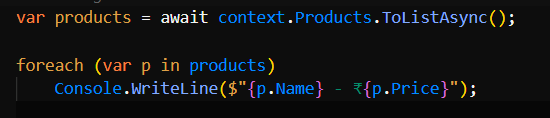 var products = await context.Products.ToListAsync();
foreach (var p in products)
    Console.WriteLine($"{p.Name} - ₹{p.Price}");